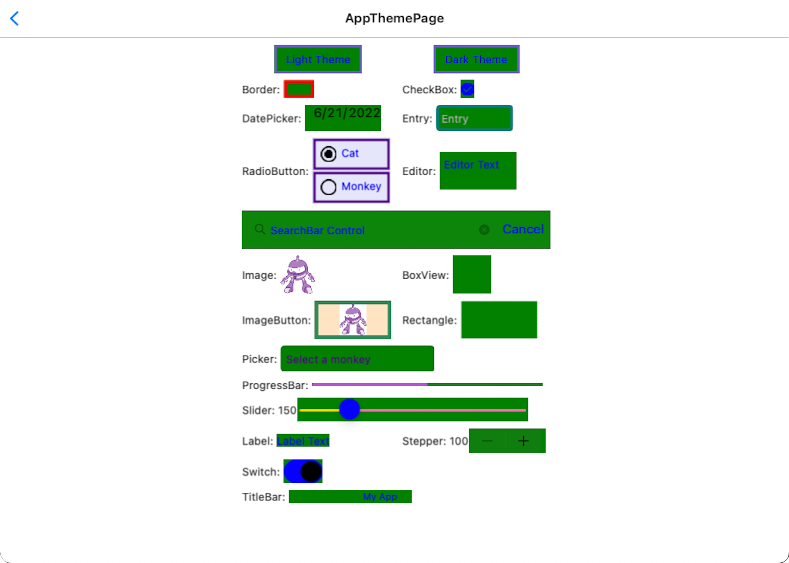 AppThemePage
Light Theme
Dark Theme
Border:
CheckBox:
DatePicker: 6/21/2022
Entry: Entry
RadioButton:
Cat
Monkey
Editor: Editor Text
SearchBar Control
Cancel
Image:
BoxView:
ImageButton:
Rectangle:
Picker: Select a monkey
ProgressBar:
Slider: 150
Label: Label Text
Stepper: 100
Switch:
TitleBar: My App